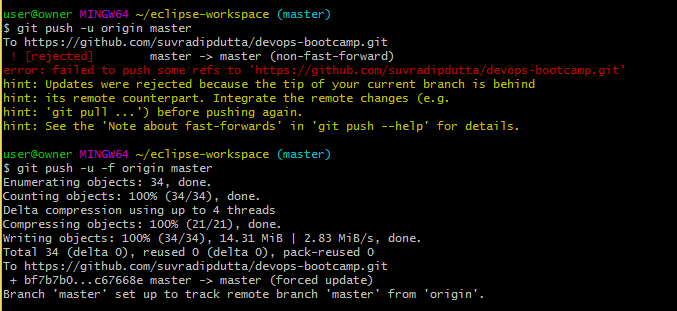 user@owner MINGW64 ~/eclipse-workspace (master)
$ git push -u origin master
To https://github.com/suvradipdutta/devops-bootcamp.git
 ! [rejected]        master -> master (non-fast-forward)
error: failed to push some refs to 'https://github.com/suvradipdutta/devops-bootcamp.git'
hint: Updates were rejected because the tip of your current branch is behind
hint: its remote counterpart. Integrate the remote changes (e.g.
hint: 'git pull ...') before pushing again.
hint: See the 'Note about fast-forwards' in 'git push --help' for details.
user@owner MINGW64 ~/eclipse-workspace (master)
$ git push -u -f origin master
Enumerating objects: 34, done.
Counting objects: 100% (34/34), done.
Delta compression using up to 4 threads
Compressing objects: 100% (21/21), done.
Writing objects: 100% (34/34), 14.31 MiB | 2.83 MiB/s, done.
Total 34 (delta 0), reused 0 (delta 0), pack-reused 0
To https://github.com/suvradipdutta/devops-bootcamp.git
 + bf7b7b0...c67668e master -> master (forced update)
Branch 'master' set up to track remote branch 'master' from 'origin'.